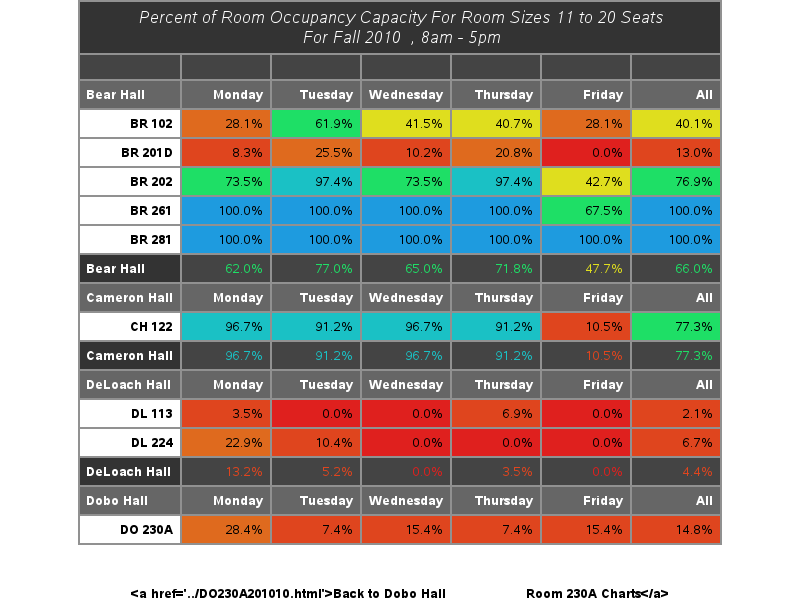 Percent of Room Occupancy Capacity For Room Sizes 11 to 20 Seats
For Fall 2010 , 8am - 5pm
Bear Hall Monday Tuesday Wednesday Thursday Friday All
BR 102 28.1% 61.9% 41.5% 40.7% 28.1% 40.1%
BR 201D 8.3% 25.5% 10.2% 20.8% 0.0% 13.0%
BR 202 73.5% 97.4% 73.5% 97.4% 42.7% 76.9%
BR 261 100.0% 100.0% 100.0% 100.0% 67.5% 100.0%
BR 281 100.0% 100.0% 100.0% 100.0% 100.0% 100.0%
Bear Hall 62.0% 77.0% 65.0% 71.8% 47.7% 66.0%
Cameron Hall Monday Tuesday Wednesday Thursday Friday All
CH 122 96.7% 91.2% 96.7% 91.2% 10.5% 77.3%
Cameron Hall 96.7% 91.2% 96.7% 91.2% 10.5% 77.3%
DeLoach Hall Monday Tuesday Wednesday Thursday Friday All
DL 113 3.5% 0.0% 0.0% 6.9% 0.0% 2.1%
DL 224 22.9% 10.4% 0.0% 0.0% 0.0% 6.7%
DeLoach Hall 13.2% 5.2% 0.0% 3.5% 0.0% 4.4%
Dobo Hall Monday Tuesday Wednesday Thursday Friday All
DO 230A 28.4% 7.4% 15.4% 7.4% 15.4% 14.8%
<a href='../DO230A201010.html'>Back to Dobo Hall Room 230A Charts</a>